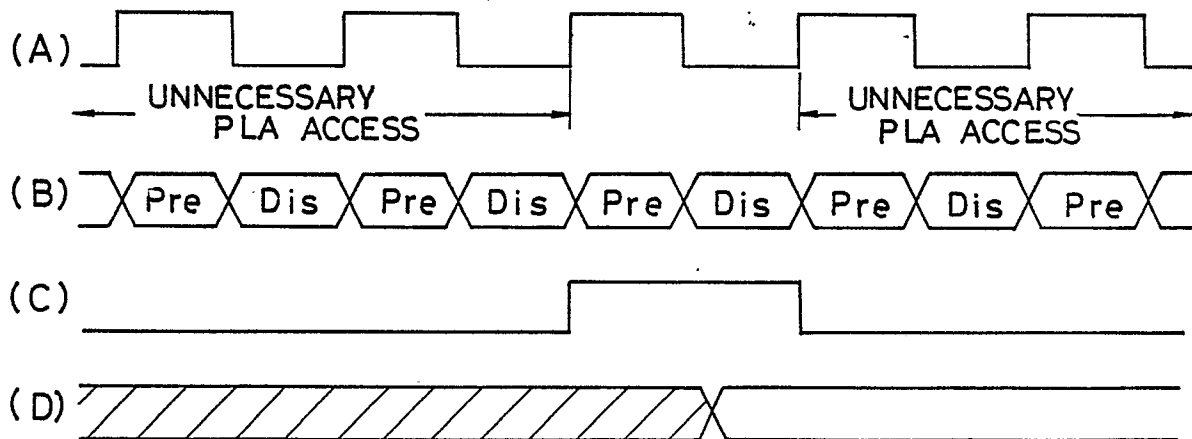 (A)
UNNECESSARY
PLA ACCESS
UNNECESSARY
PLA ACCESS
(B) Pre Dis Pre Dis Pre Dis Pre Dis Pre
(C)
(D)